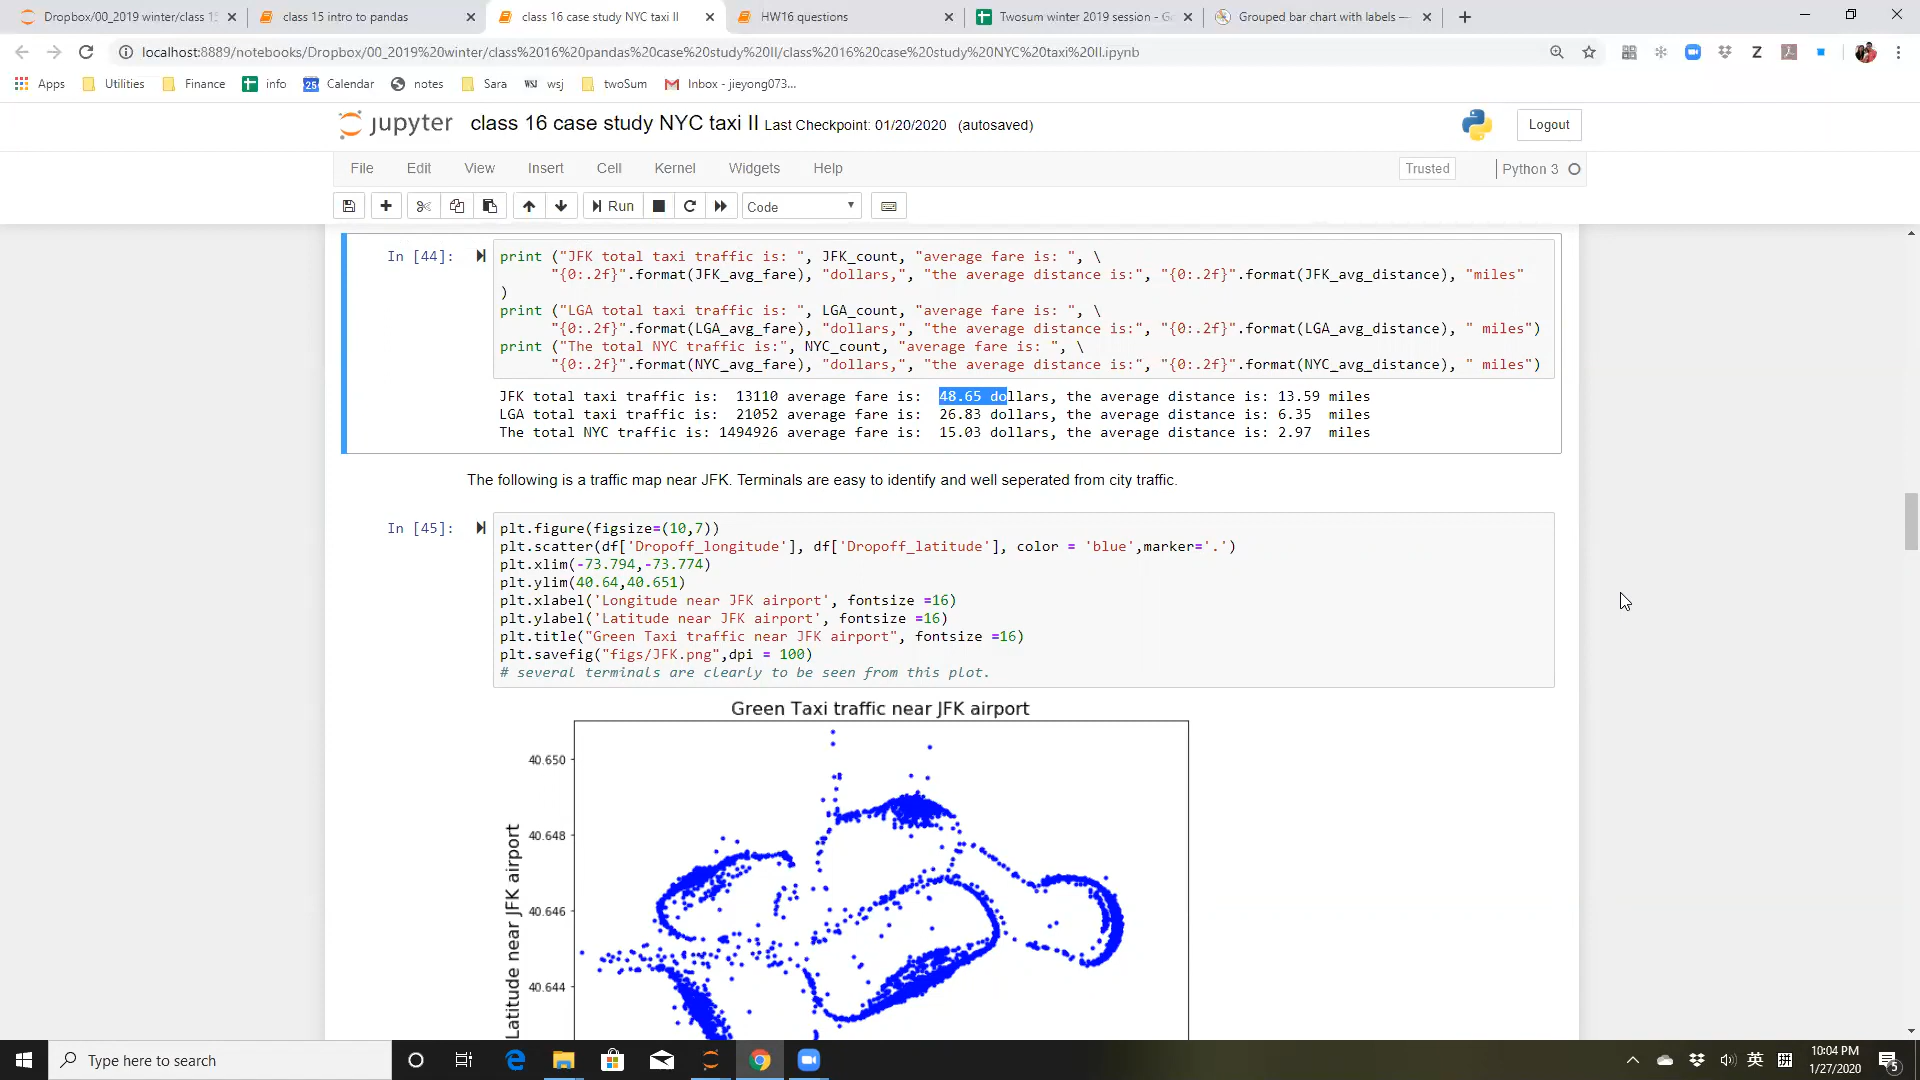 Dropbox/00_2019 winter/class 15
class 15 intro to pandas
class 16 case study NYC taxi II
HW16 questions
Twosum winter 2019 session - G
Grouped bar chart with labels —
localhost:8889/notebooks/Dropbox/00_2019%20winter/class%2016%20pandas%20case%20study%20II/class%2016%20case%20study%20NYC%20taxi%20II.ipynb
Apps Utilities Finance info Calendar notes Sara wsj twoSum Inbox - jieyong073...
jupyter class 16 case study NYC taxi II Last Checkpoint: 01/20/2020 (autosaved)
Logout
File Edit View Insert Cell Kernel Widgets Help Trusted Python 3
Run Code
In [44]: print ("JFK total taxi traffic is: ", JFK_count, "average fare is: ", \
"{0:.2f}".format(JFK_avg_fare), "dollars,", "the average distance is:", "{0:.2f}".format(JFK_avg_distance), "miles"
)
print ("LGA total taxi traffic is: ", LGA_count, "average fare is: ", \
"{0:.2f}".format(LGA_avg_fare), "dollars,", "the average distance is:", "{0:.2f}".format(LGA_avg_distance), " miles")
print ("The total NYC traffic is:", NYC_count, "average fare is: ", \
"{0:.2f}".format(NYC_avg_fare), "dollars,", "the average distance is:", "{0:.2f}".format(NYC_avg_distance), " miles")
JFK total taxi traffic is:  13110 average fare is:  48.65 dollars, the average distance is: 13.59 miles
LGA total taxi traffic is:  21052 average fare is:  26.83 dollars, the average distance is: 6.35  miles
The total NYC traffic is: 1494926 average fare is:  15.03 dollars, the average distance is: 2.97  miles
The following is a traffic map near JFK. Terminals are easy to identify and well seperated from city traffic.
In [45]: plt.figure(figsize=(10,7))
plt.scatter(df['Dropoff_longitude'], df['Dropoff_latitude'], color = 'blue',marker='.')
plt.xlim(-73.794,-73.774)
plt.ylim(40.64,40.651)
plt.xlabel('Longitude near JFK airport', fontsize =16)
plt.ylabel('Latitude near JFK airport', fontsize =16)
plt.title("Green Taxi traffic near JFK airport", fontsize =16)
plt.savefig("figs/JFK.png",dpi = 100)
# several terminals are clearly to be seen from this plot.
Green Taxi traffic near JFK airport
40.650
40.648
40.646
40.644
Latitude near JFK airport
Type here to search
英
拼
10:04 PM
1/27/2020
5